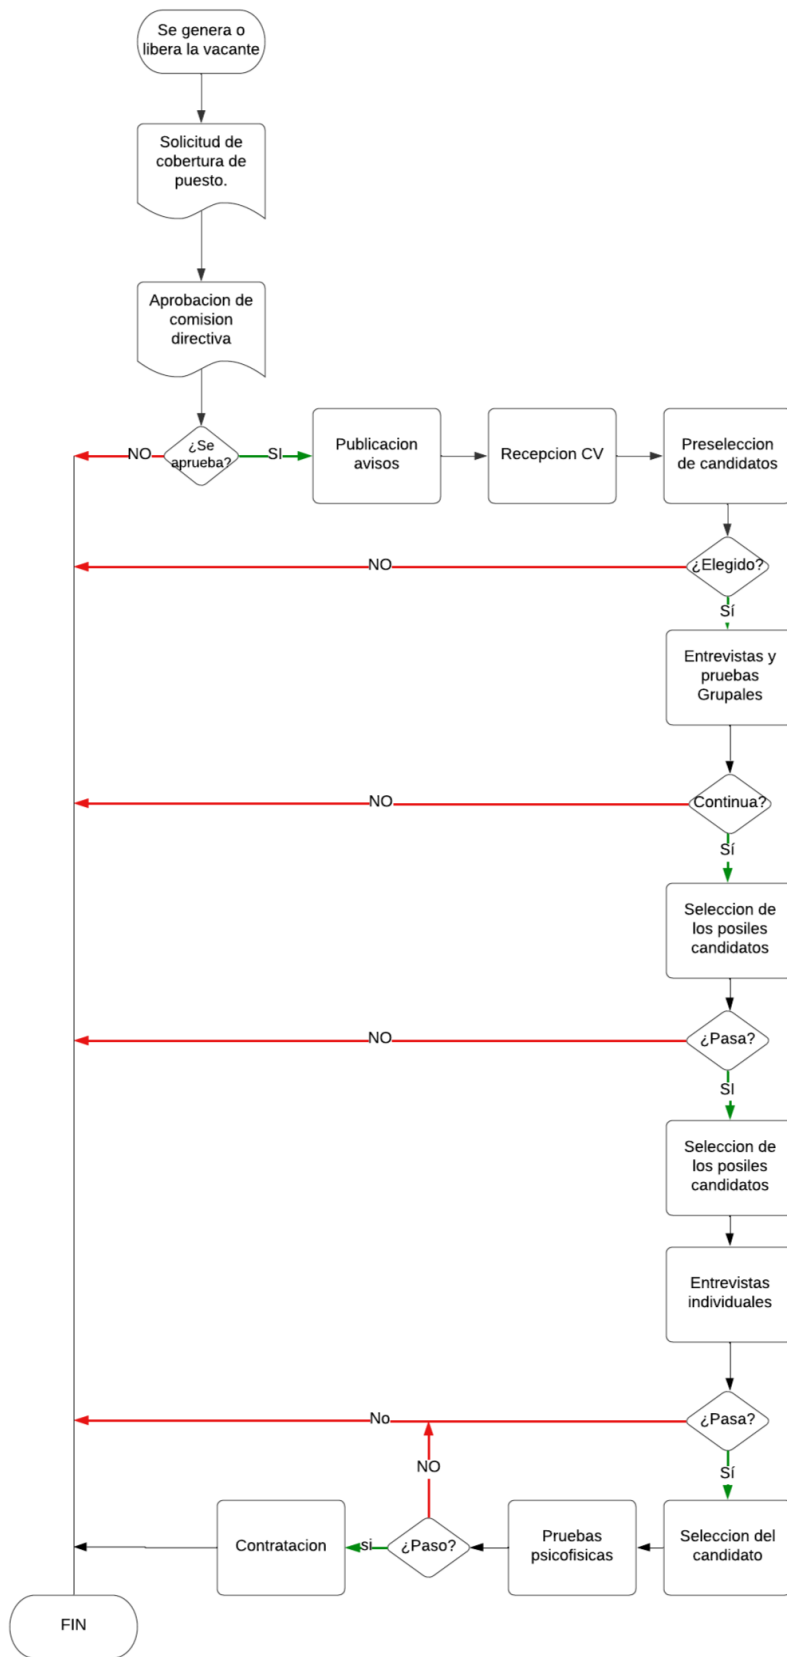 Se genera o
libera la vacante
Solicitud de
cobertura de
puesto.
Aprobacion de
comision
directiva
¿Se
aprueba?
NO
SI
Publicacion
avisos
Recepcion CV
Preseleccion
de candidatos
¿Elegido?
NO
Sí
Entrevistas y
pruebas
Grupales
Continua?
NO
Sí
Seleccion de
los posiles
candidatos
¿Pasa?
NO
SI
Seleccion de
los posiles
candidatos
Entrevistas
individuales
¿Pasa?
No
Sí
Seleccion del
candidato
Pruebas
psicofisicas
¿Paso?
NO
si
Contratacion
FIN